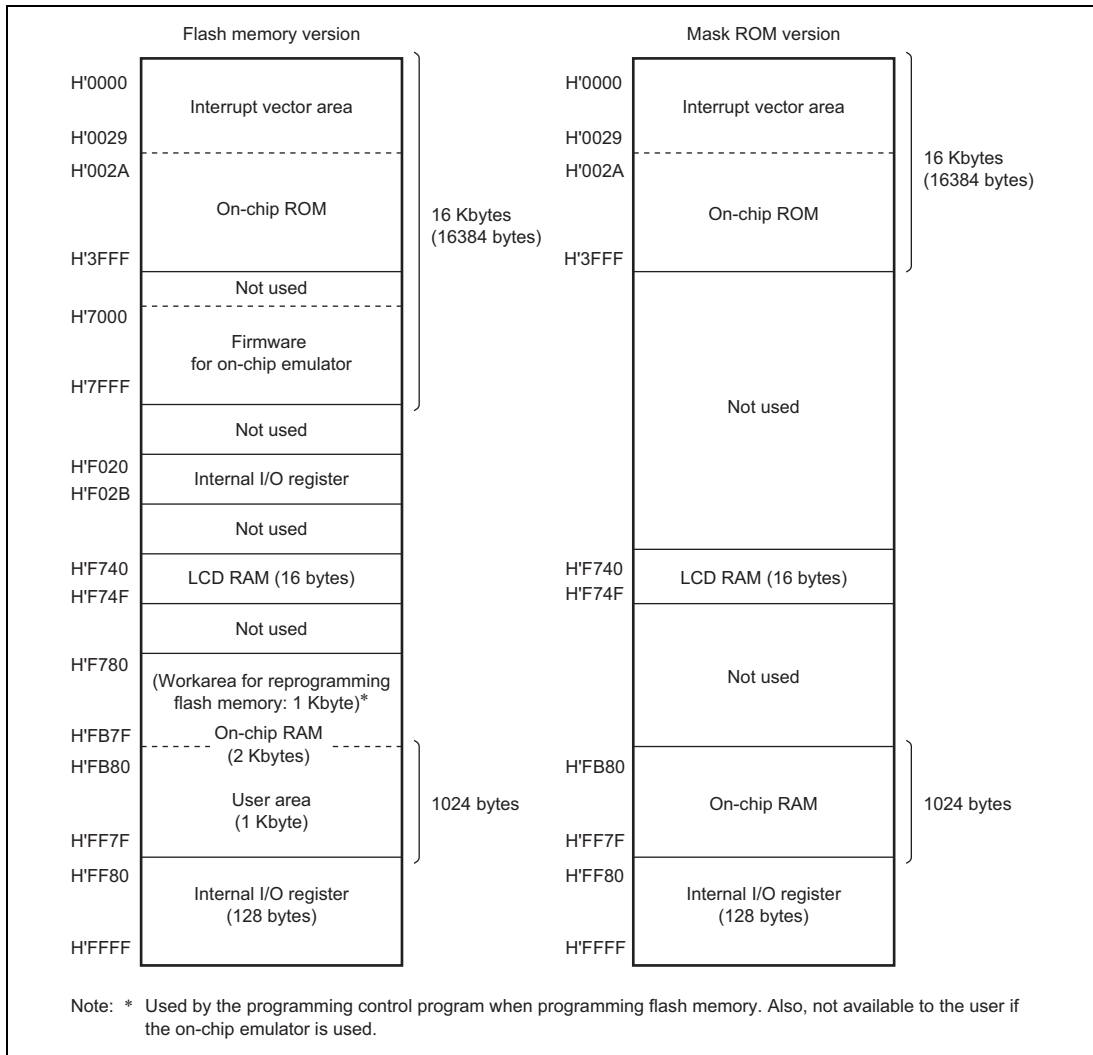 Flash memory version
H'0000
Interrupt vector area
H'0029
H'002A
On-chip ROM
16 Kbytes
(16384 bytes)
H'3FFF
Not used
H'7000
Firmware
for on-chip emulator
H'7FFF
Not used
H'F020
Internal I/O register
H'F02B
Not used
H'F740
LCD RAM (16 bytes)
H'F74F
Not used
H'F780
(Workarea for reprogramming
flash memory: 1 Kbyte)*
H'FB7F
On-chip RAM
(2 Kbytes)
H'FB80
User area
(1 Kbyte)
1024 bytes
H'FF7F
H'FF80
Internal I/O register
(128 bytes)
H'FFFF
Mask ROM version
H'0000
Interrupt vector area
H'0029
H'002A
16 Kbytes
(16384 bytes)
On-chip ROM
H'3FFF
Not used
H'F740
LCD RAM (16 bytes)
H'F74F
Not used
H'FB80
On-chip RAM
1024 bytes
H'FF7F
H'FF80
Internal I/O register
(128 bytes)
H'FFFF
Note: * Used by the programming control program when programming flash memory. Also, not available to the user if
the on-chip emulator is used.